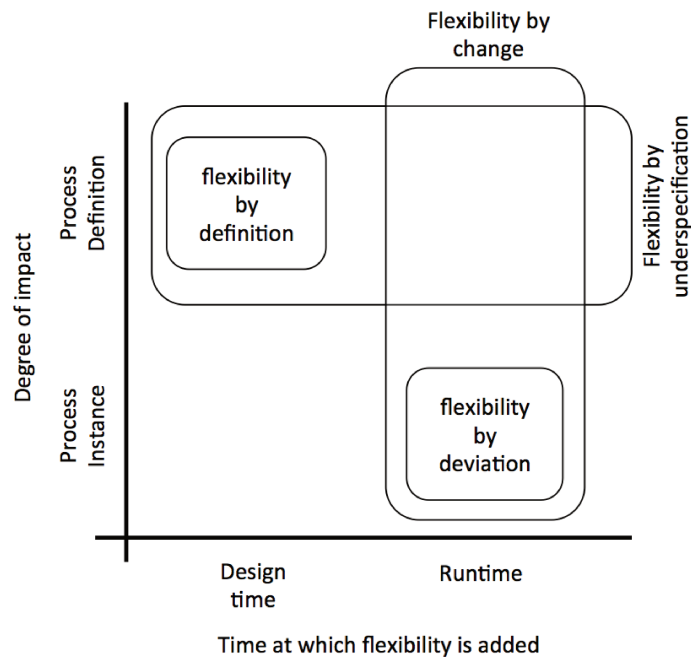 Flexibility by
change
flexibility
by
definition
Flexibility by
underspecification
Process
Definition
Degree of impact
Process
Instance
flexibility
by
deviation
Design
time
Runtime
Time at which flexibility is added